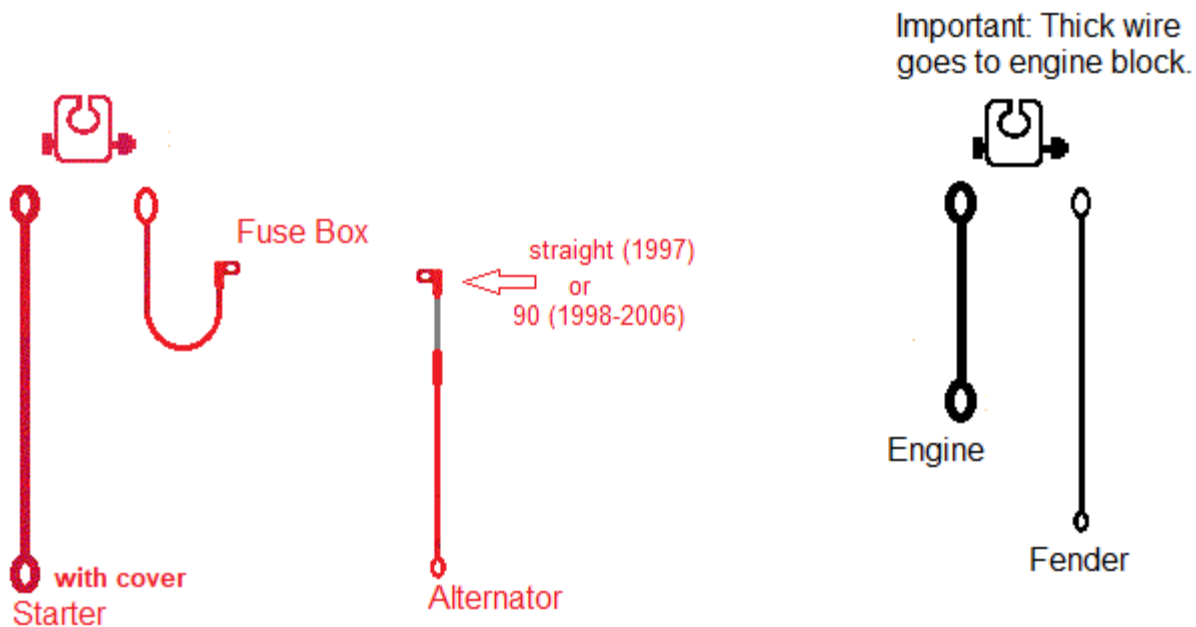 Important: Thick wire
goes to engine block.
Fuse Box
straight (1997)
or
90 (1998-2006)
Engine
Fender
with cover
Starter
Alternator